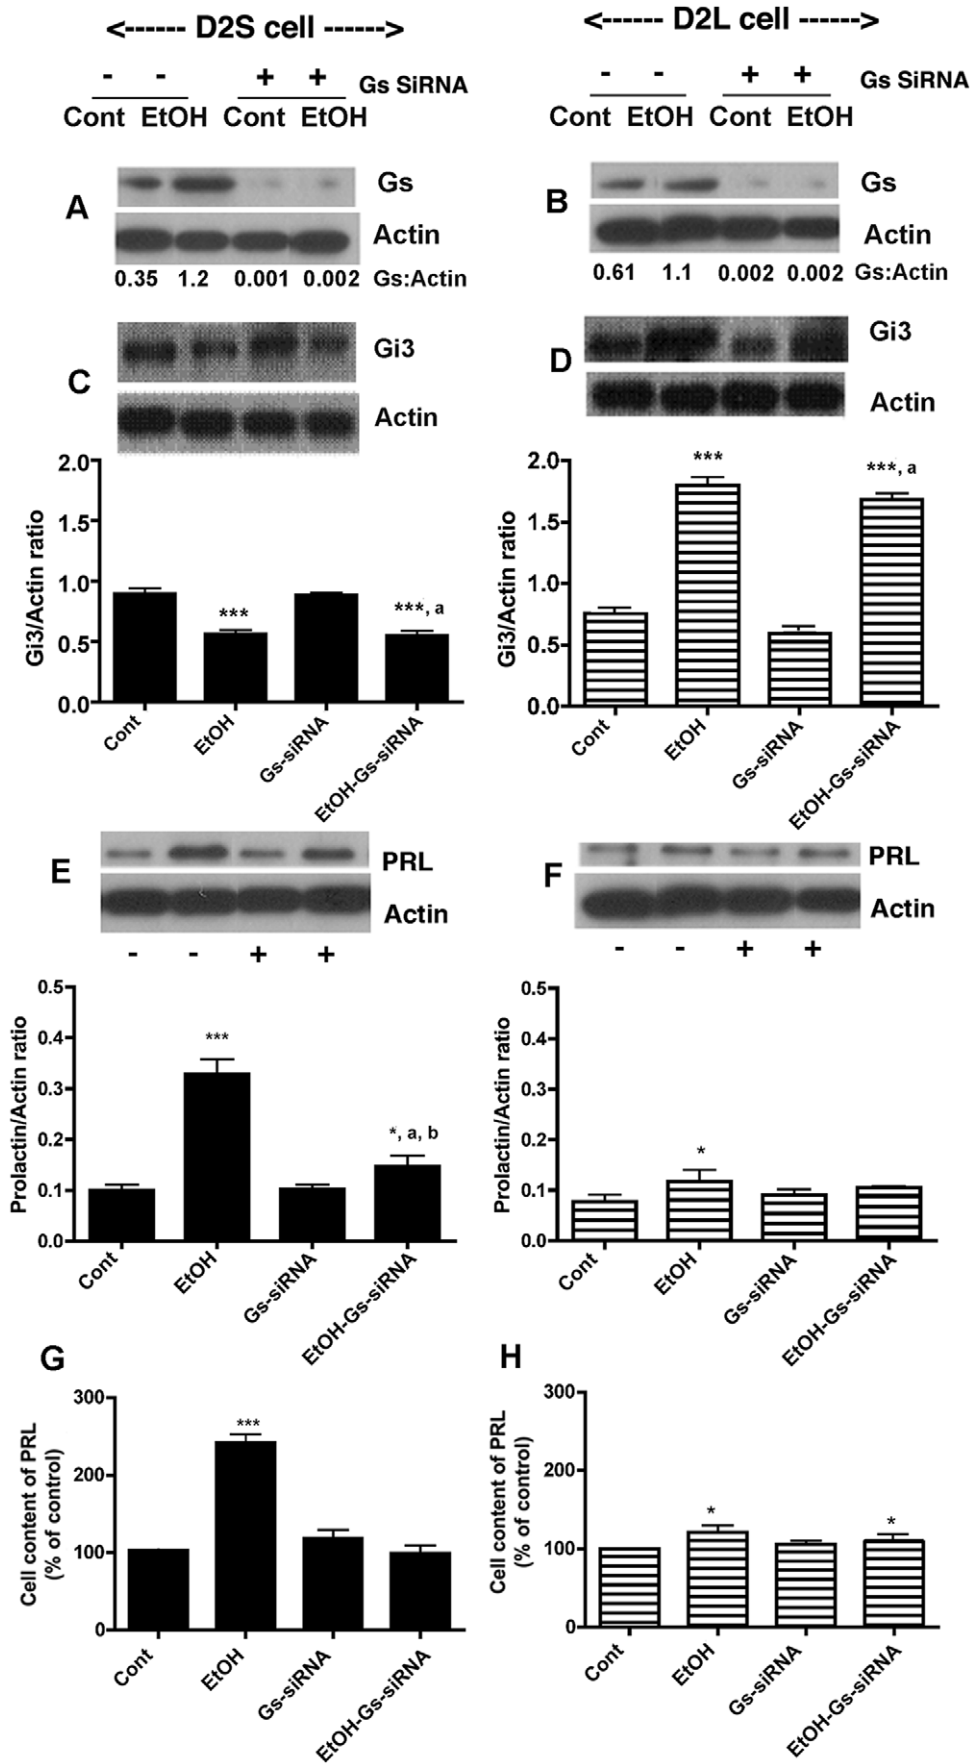 <------ D2S cell ------> <------ D2L cell ------>
- - + + Gs SiRNA - - + + Gs SiRNA
Cont EtOH Cont EtOH Cont EtOH Cont EtOH
A Gs B Gs
Actin Actin
0.35 1.2 0.001 0.002 Gs:Actin 0.61 1.1 0.002 0.002 Gs:Actin
C Gi3 D Gi3
Actin Actin
Gi3/Actin ratio
2.0
1.5
1.0
0.5
0.0
*** ***, a
Cont EtOH Gs-siRNA EtOH-Gs-siRNA
Gi3/Actin ratio
2.0
1.5
1.0
0.5
0.0
*** ***, a
Cont EtOH Gs-siRNA EtOH-Gs-siRNA
E PRL F PRL
Actin Actin
- - + + - - + +
Prolactin/Actin ratio
0.5
0.4
0.3
0.2
0.1
0.0
*** *, a, b
Cont EtOH Gs-siRNA EtOH-Gs-siRNA
Prolactin/Actin ratio
0.5
0.4
0.3
0.2
0.1
0.0
*
Cont EtOH Gs-siRNA EtOH-Gs-siRNA
G H
Cell content of PRL
(% of control)
300
200
100
0
***
Cont EtOH Gs-siRNA EtOH-Gs-siRNA
Cell content of PRL
(% of control)
300
200
100
0
* *
Cont EtOH Gs-siRNA EtOH-Gs-siRNA